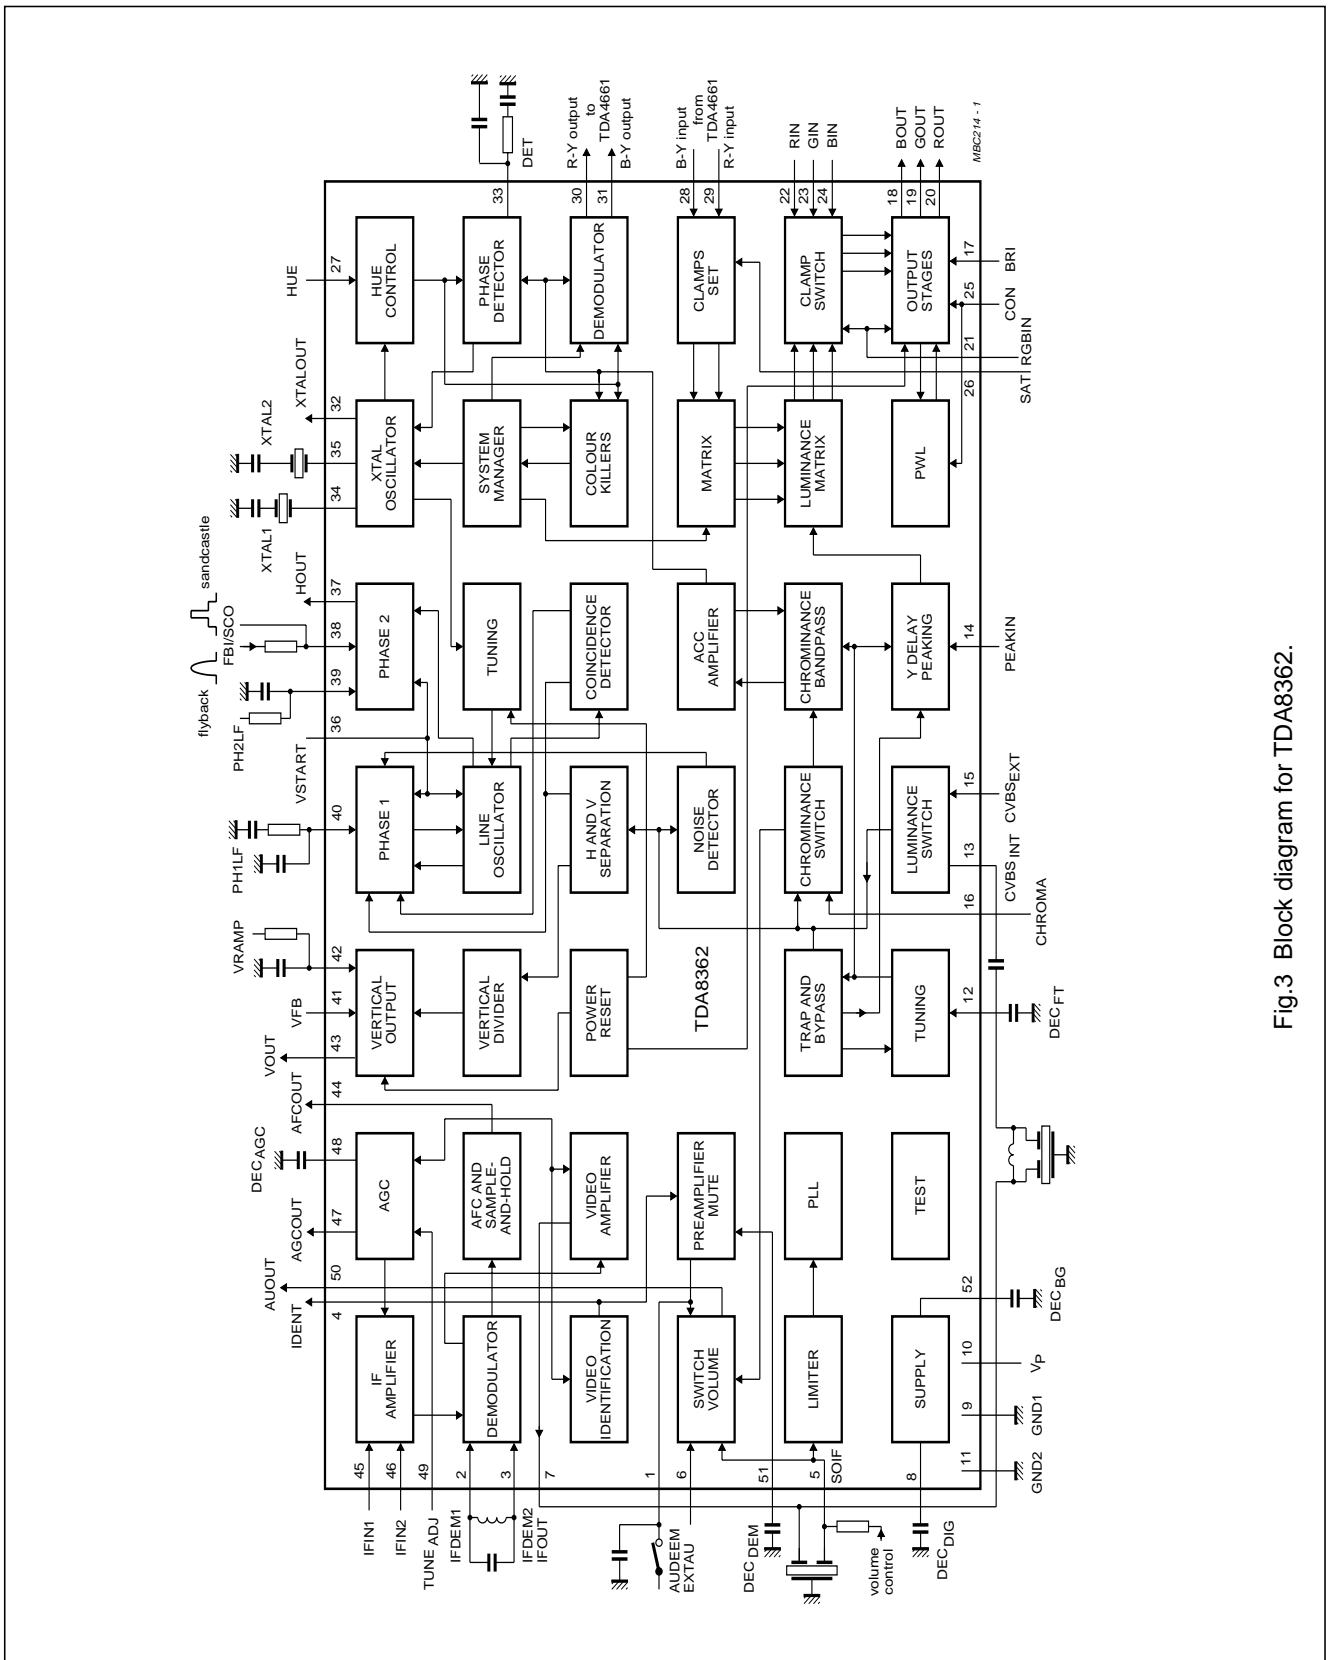 HUE
27
HUE
CONTROL
XTALOUT
32
XTAL2
35
XTAL1
34
XTAL
OSCILLATOR
HOUT
37
sandcastle
FBI/SCO
38
flyback
39
PH2LF
36
VSTART
PHASE 2
40
PH1LF
PHASE 1
VRAMP
42
VFB
41
VOUT
43
VERTICAL
OUTPUT
AFCOUT
44
DEC AGC
48
AGCOUT
47
AGC
AUOUT
50
IDENT
4
IF
AMPLIFIER
DET
33
PHASE
DETECTOR
SYSTEM
MANAGER
TUNING
LINE
OSCILLATOR
VERTICAL
DIVIDER
AFC AND
SAMPLE-
AND-HOLD
DEMODULATOR
R-Y output
to
TDA4661
B-Y output
30
31
DEMODULATOR
COLOUR
KILLERS
COINCIDENCE
DETECTOR
H AND V
SEPARATION
POWER
RESET
VIDEO
AMPLIFIER
VIDEO
IDENTIFICATION
B-Y input
from
TDA4661
R-Y input
28
29
CLAMPS
SET
MATRIX
ACC
AMPLIFIER
NOISE
DETECTOR
TDA8362
PREAMPLIFIER
MUTE
SWITCH
VOLUME
RIN
GIN
BIN
22
23
24
CLAMP
SWITCH
LUMINANCE
MATRIX
CHROMINANCE
BANDPASS
CHROMINANCE
SWITCH
TRAP AND
BYPASS
PLL
LIMITER
BOUT
GOUT
ROUT
18
19
20
OUTPUT
STAGES
PWL
Y DELAY
PEAKING
LUMINANCE
SWITCH
TUNING
TEST
SUPPLY
MBC214 - 1
17
BRI
25
CON
21
RGBIN
26
SAT
14
PEAKIN
15
CVBS EXT
13
CVBS INT
16
CHROMA
12
DEC FT
52
DEC BG
10
VP
9
GND1
11
GND2
45
IFIN1
46
IFIN2
49
TUNE ADJ
2
IFDEM1
3
IFDEM2
7
IFOUT
1
AUDEEM
6
EXTAU
51
DEC DEM
5
SOIF
volume
control
8
DEC DIG
Fig.3 Block diagram for TDA8362.